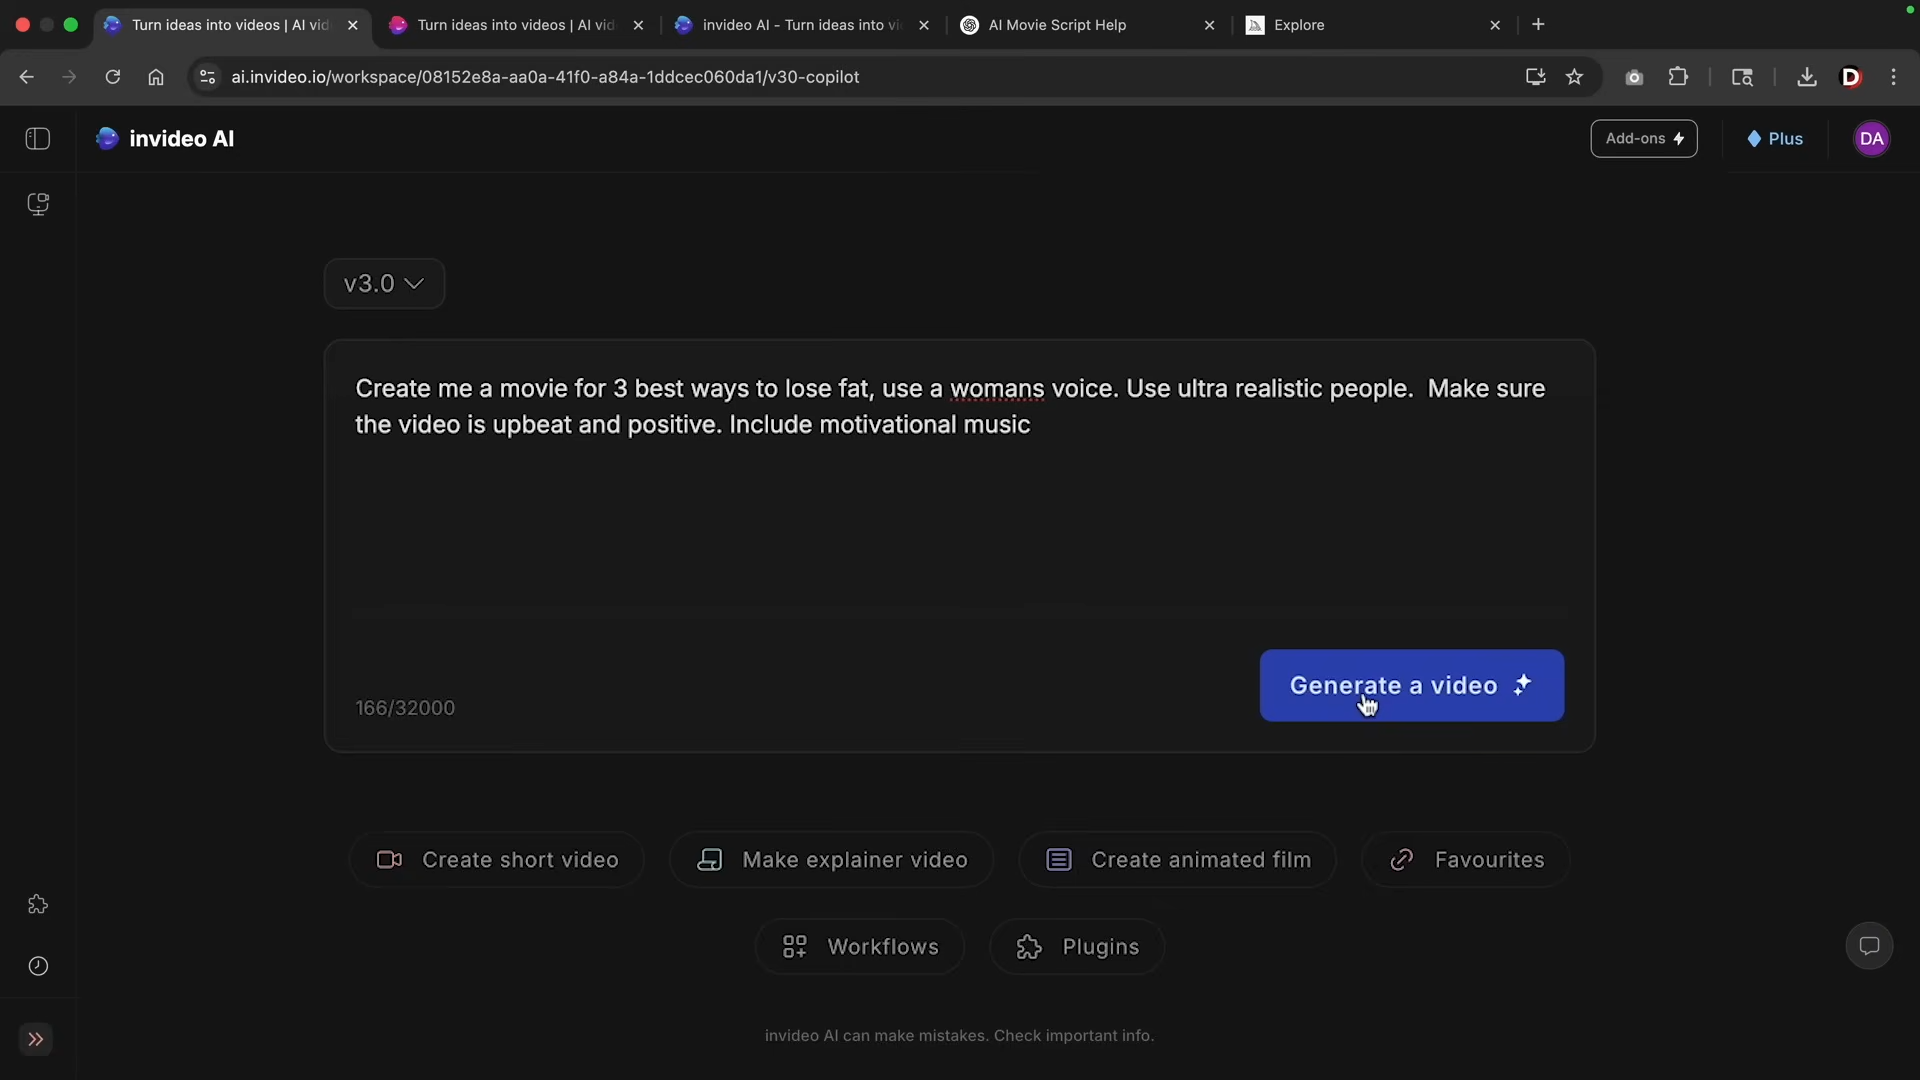 Turn ideas into videos | AI vid
Turn ideas into videos | AI vid
invideo AI - Turn ideas into vi
AI Movie Script Help
Explore
ai.invideo.io/workspace/08152e8a-aa0a-41f0-a84a-1ddcec060da1/v30-copilot
D
invideo AI
Add-ons
Plus
DA
v3.0
Create me a movie for 3 best ways to lose fat, use a womans voice. Use ultra realistic people.  Make sure
the video is upbeat and positive. Include motivational music
166/32000
Generate a video
Create short video
Make explainer video
Create animated film
Favourites
Workflows
Plugins
invideo AI can make mistakes. Check important info.